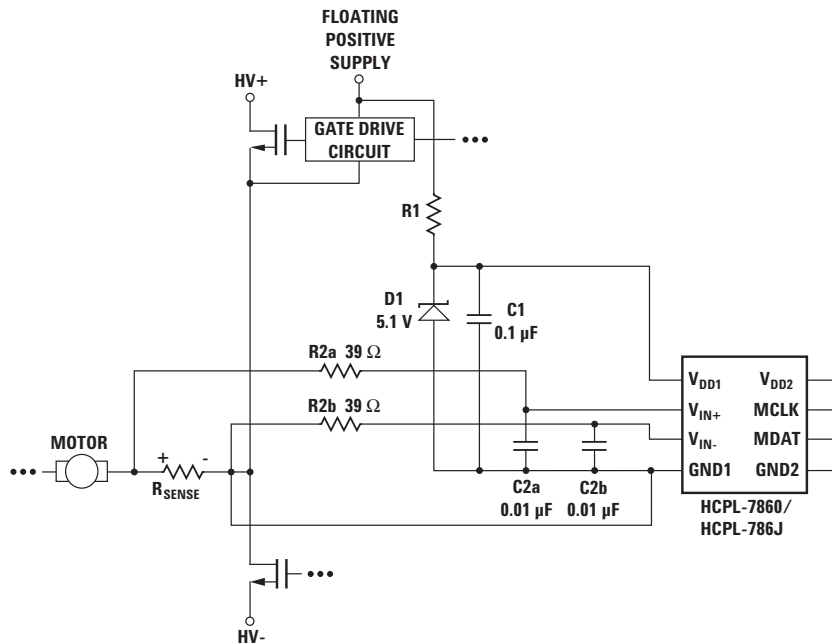 FLOATING
POSITIVE
SUPPLY
HV+
GATE DRIVE
CIRCUIT
•••
R1
D1
5.1 V
C1
0.1 µF
R2a 39 Ω
R2b 39 Ω
MOTOR
•••
+ -
RSENSE
C2a
0.01 µF
C2b
0.01 µF
VDD1 VDD2
VIN+ MCLK
VIN- MDAT
GND1 GND2
HCPL-7860/
HCPL-786J
•••
HV-